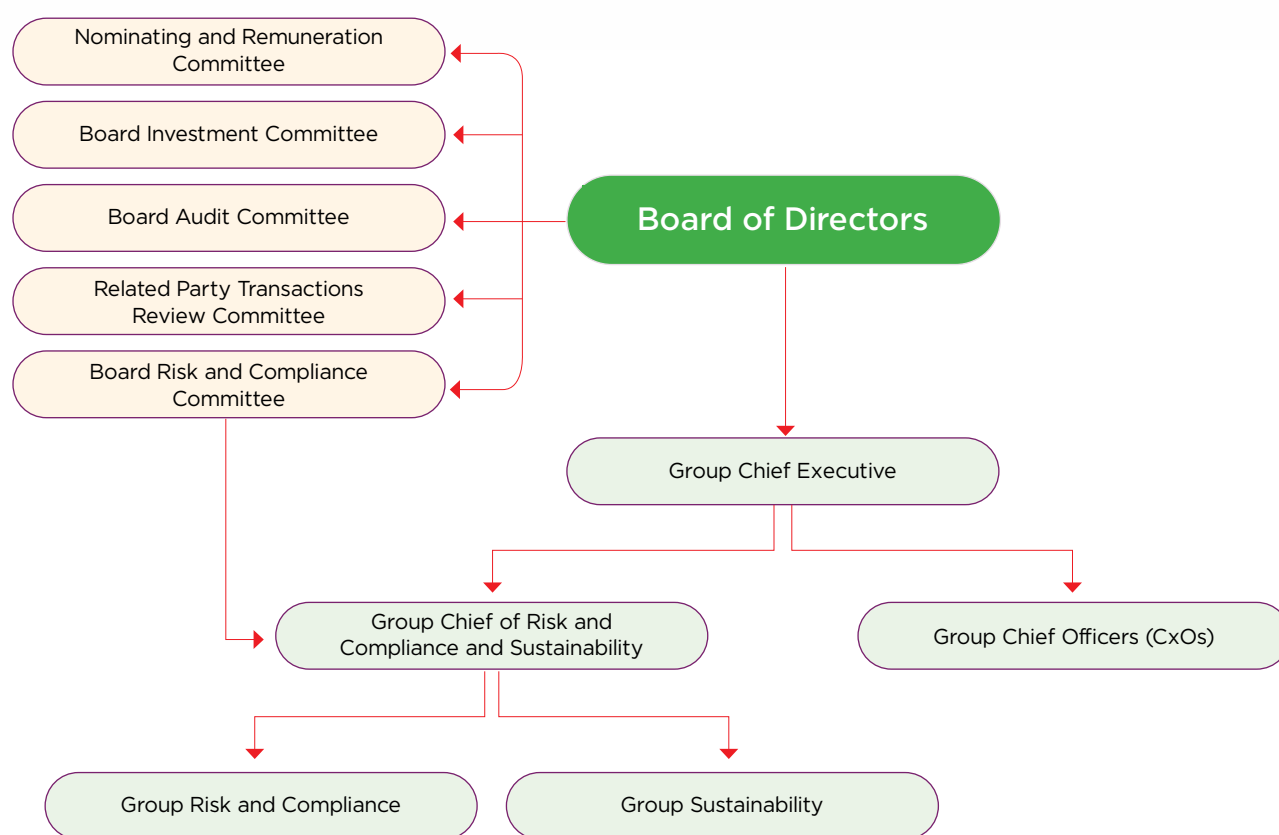 Nominating and Remuneration
Committee
Board Investment Committee
Board Audit Committee
Related Party Transactions
Review Committee
Board Risk and Compliance
Committee
Board of Directors
Group Chief Executive
Group Chief of Risk and
Compliance and Sustainability
Group Chief Officers (CxOs)
Group Risk and Compliance
Group Sustainability